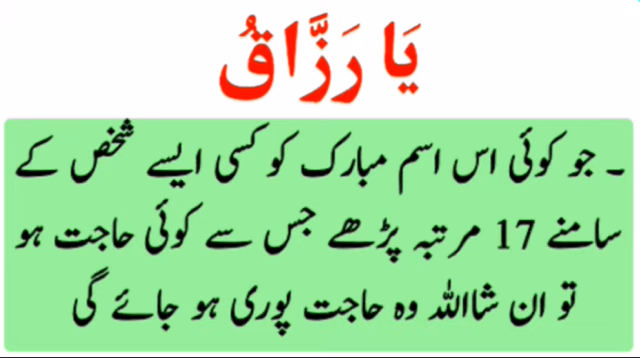 يَا رَزَّاقُ
۔ جو کوئی اس اسم مبارک کو کسی ایسے شخص کے
سامنے 17 مرتبہ پڑھے جس سے کوئی حاجت ہو
تو ان شااللہ وہ حاجت پوری ہو جائے گی